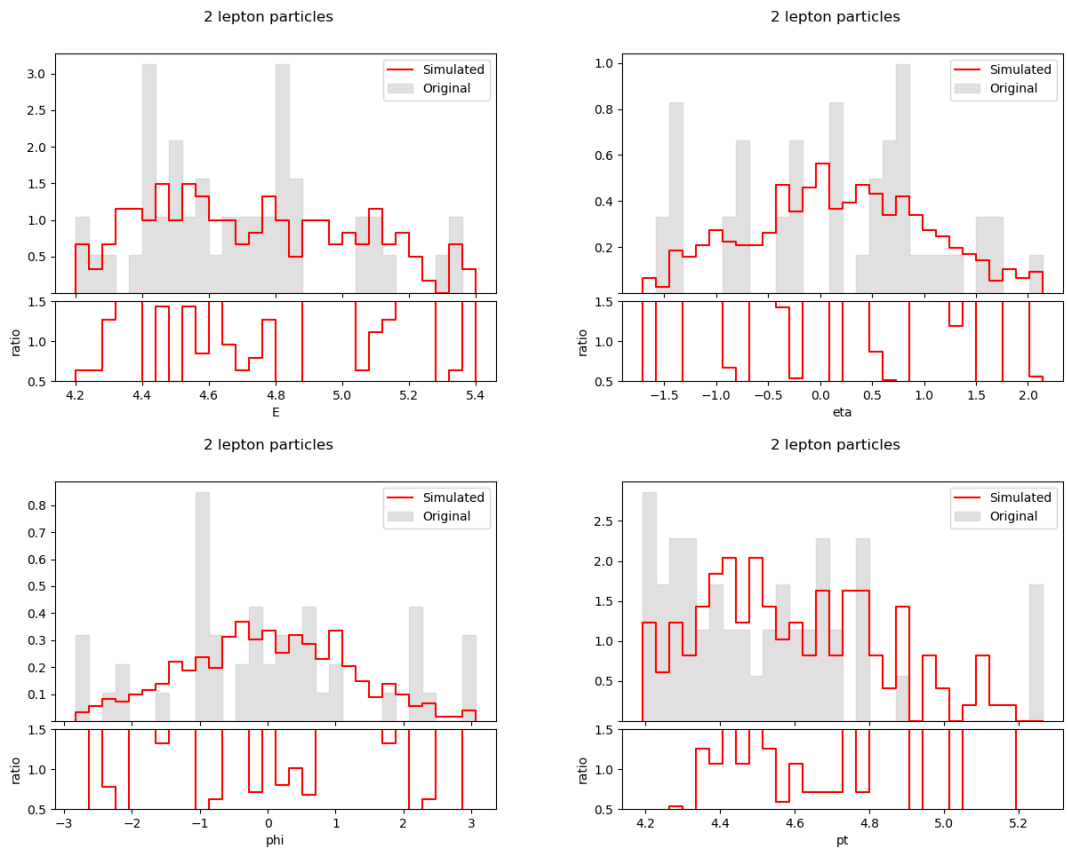 2 lepton particles
Simulated
Original
3.0
2.5
2.0
1.5
1.0
0.5
1.5
1.0
0.5
ratio
4.2 4.4 4.6 4.8 5.0 5.2 5.4
E
2 lepton particles
Simulated
Original
1.0
0.8
0.6
0.4
0.2
1.5
1.0
0.5
ratio
−1.5 −1.0 −0.5 0.0 0.5 1.0 1.5 2.0
eta
2 lepton particles
Simulated
Original
0.8
0.7
0.6
0.5
0.4
0.3
0.2
0.1
1.5
1.0
0.5
ratio
−3 −2 −1 0 1 2 3
phi
2 lepton particles
Simulated
Original
2.5
2.0
1.5
1.0
0.5
1.5
1.0
0.5
ratio
4.2 4.4 4.6 4.8 5.0 5.2
pt